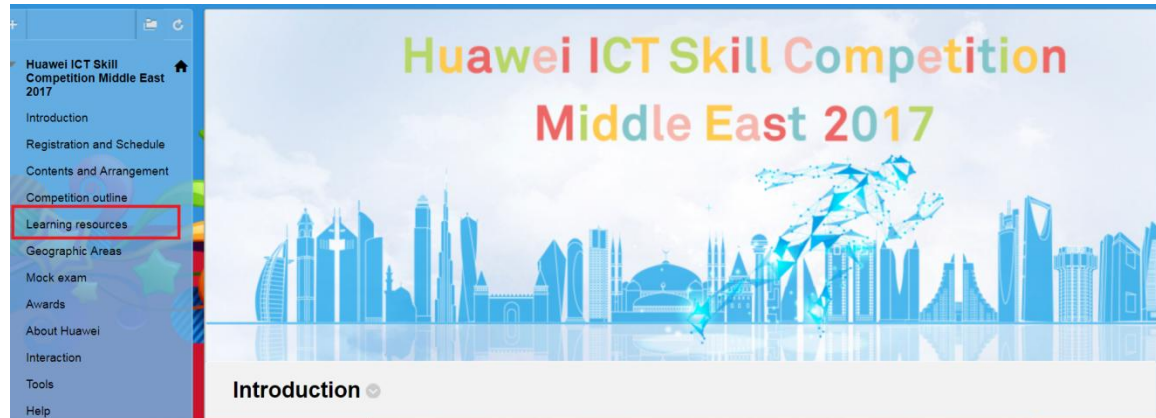 Huawei ICT Skill
Competition Middle East
2017
Introduction
Registration and Schedule
Contents and Arrangement
Competition outline
Learning resources
Geographic Areas
Mock exam
Awards
About Huawei
Interaction
Tools
Help
Huawei ICT Skill Competition
Middle East 2017
Introduction